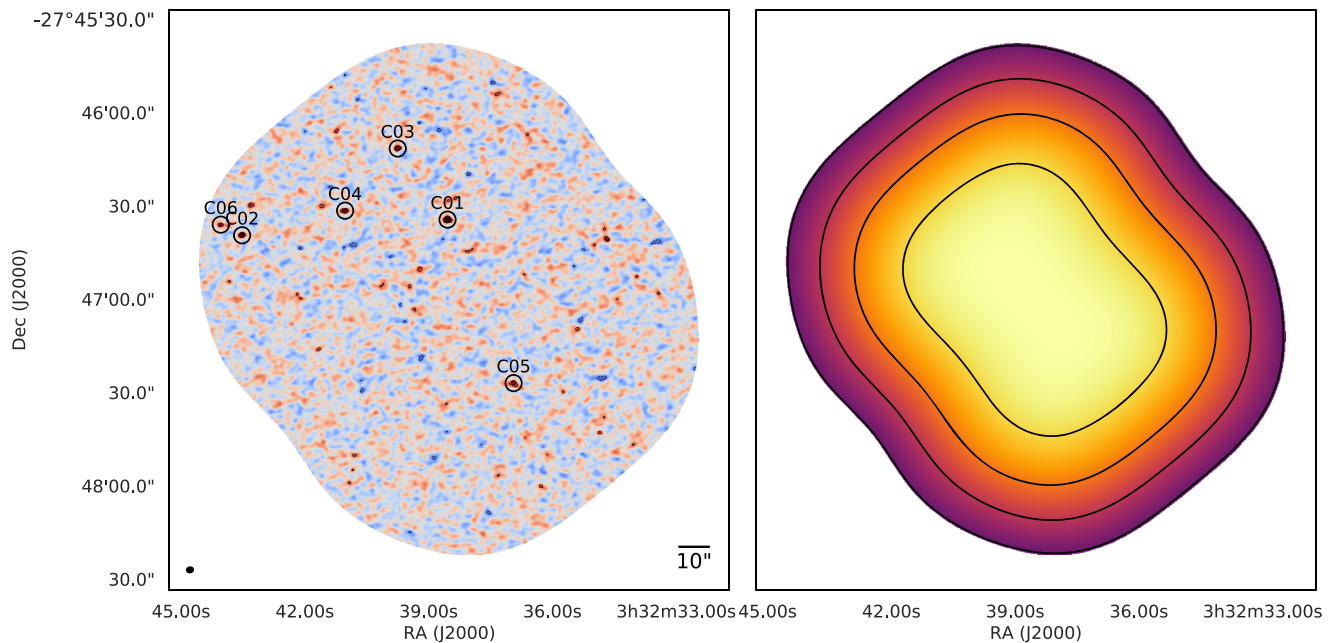 -27°45'30.0"
46'00.0"
30.0"
47'00.0"
30.0"
48'00.0"
30.0"
Dec (J2000)
C03
C04
C01
C06
C02
C05
10"
45.00s 42.00s 39.00s 36.00s 3h32m33.00s
RA (J2000)
45.00s 42.00s 39.00s 36.00s 3h32m33.00s
RA (J2000)